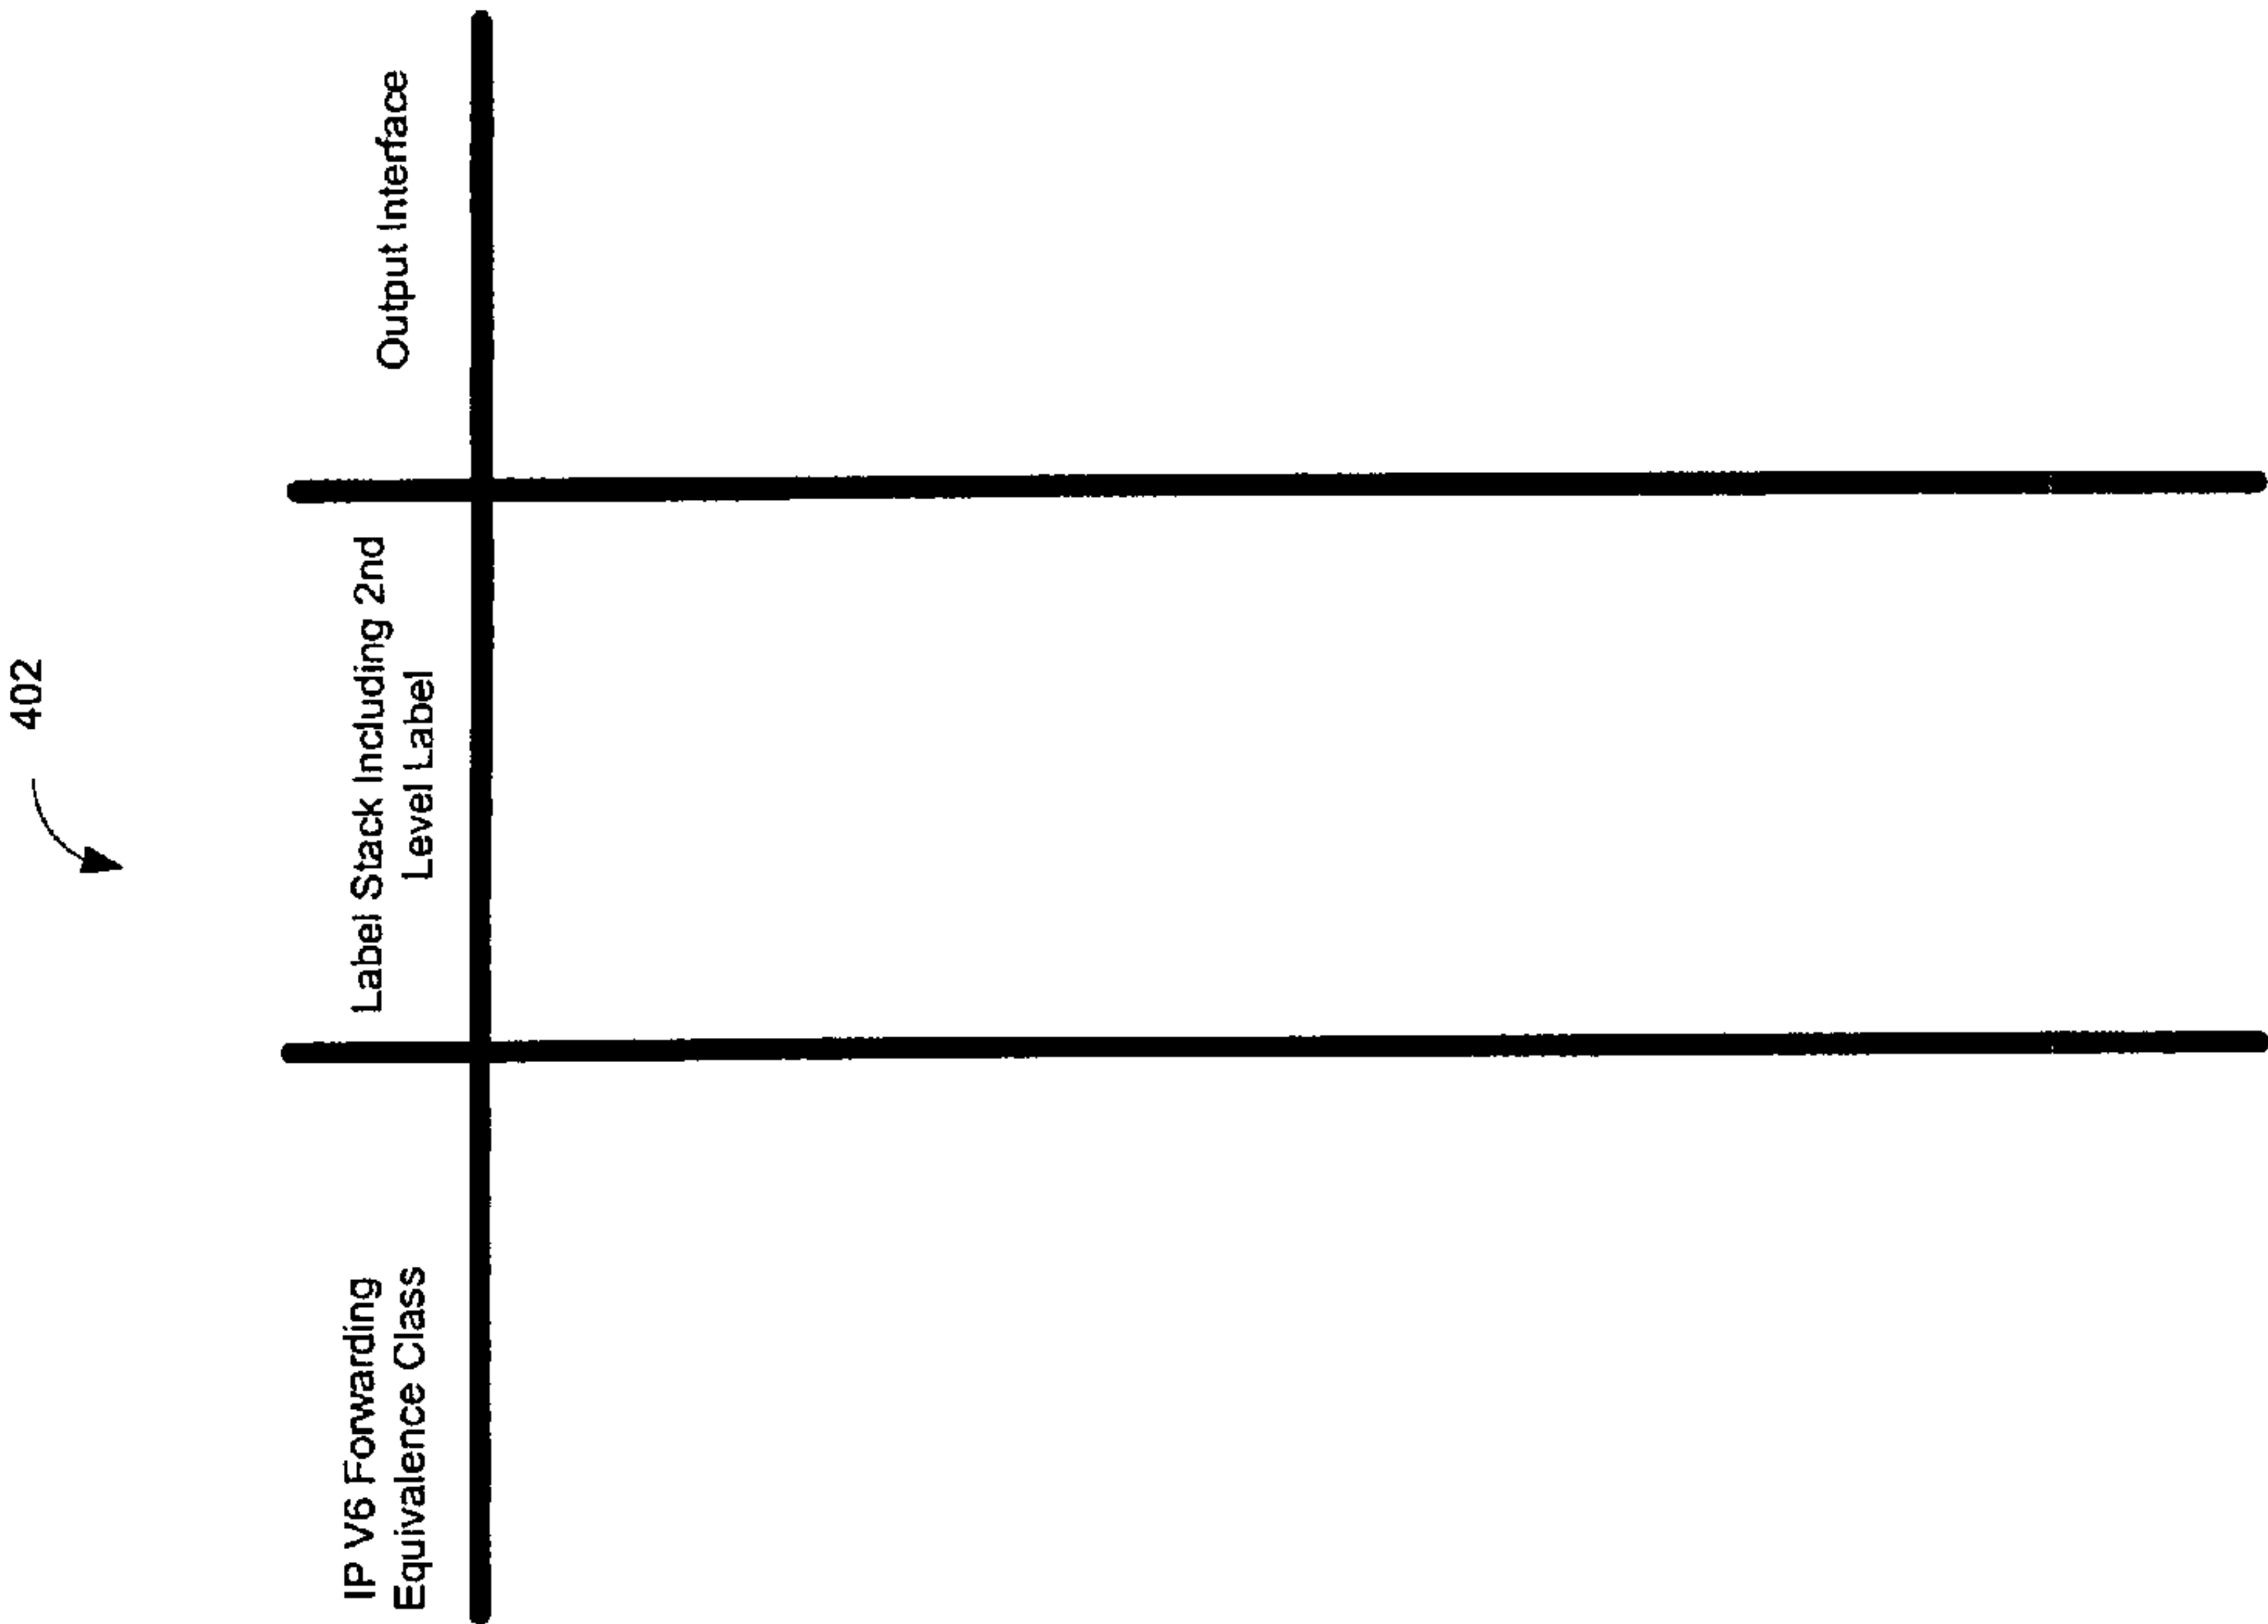 402
IP V6 Forwarding
Equivalence Class
Label Stack Including 2nd
Level Label
Output Interface